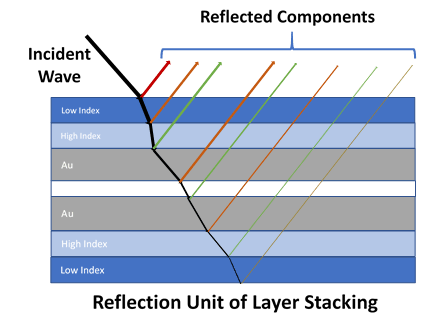 Reflected Components
Incident
Wave
Low Index
High Index
Au
Au
High Index
Low Index
Reflection Unit of Layer Stacking